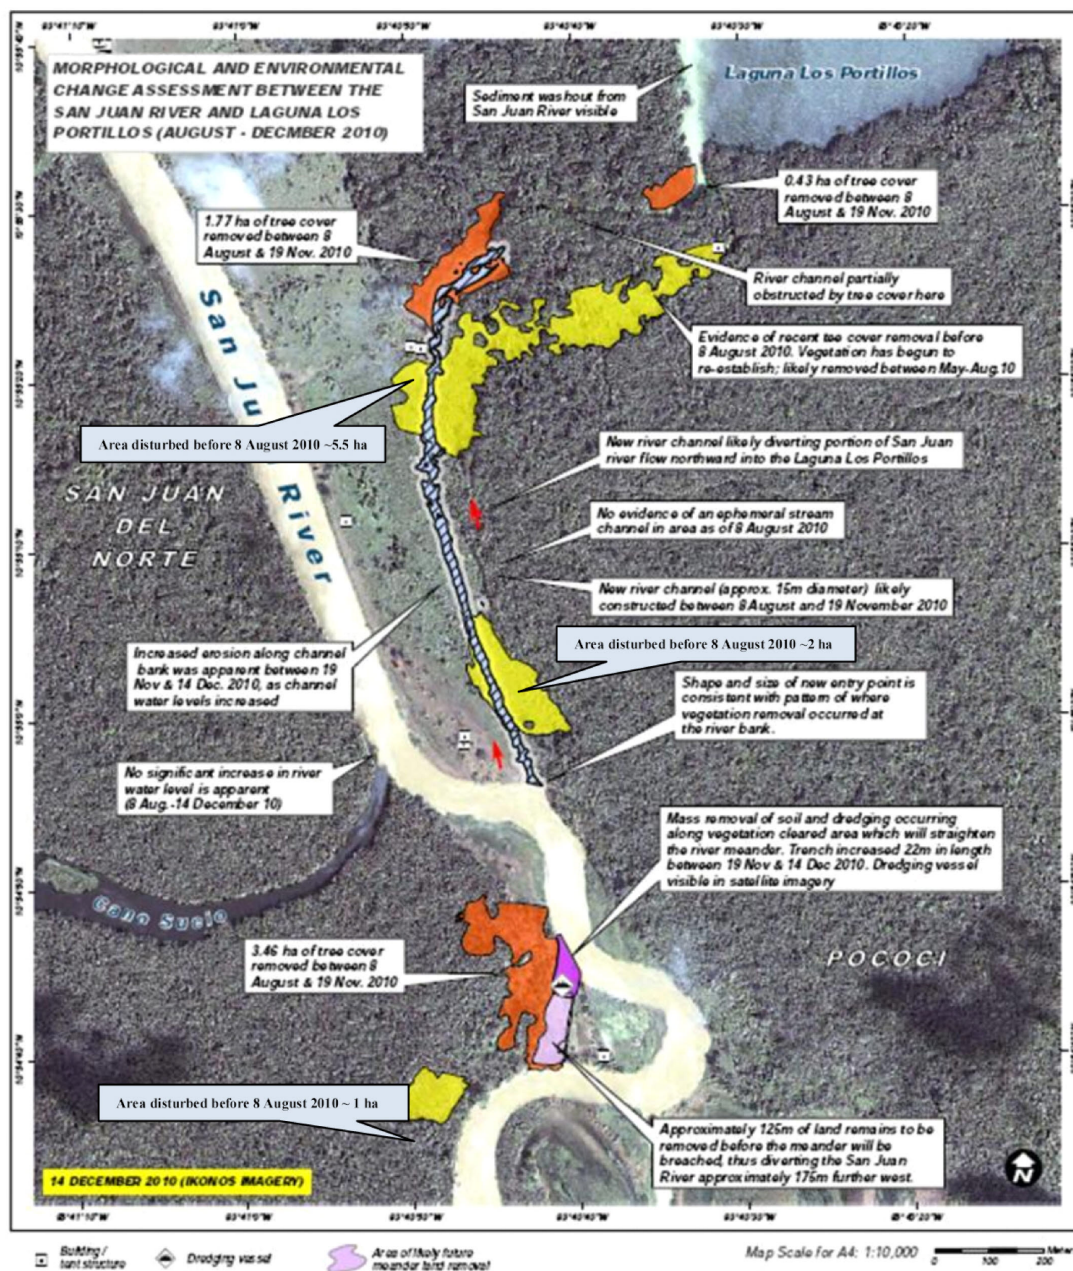 MORPHOLOGICAL AND ENVIRONMENTAL
CHANGE ASSESSMENT BETWEEN THE
SAN JUAN RIVER AND LAGUNA LOS
PORTILLOS (AUGUST - DECMBER 2010)
Laguna Los Portillos
Sediment washout from
San Juan River visible
0.43 ha of tree cover
removed between 8
August & 19 Nov. 2010
1.77 ha of tree cover
removed between 8
August & 19 Nov. 2010
River channel partially
obstructed by tree cover here
Evidence of recent tee cover removal before
8 August 2010. Vegetation has begun to
re-establish; likely removed between May-Aug.10
San Juan River
Area disturbed before 8 August 2010 ~5.5 ha
New river channel likely diverting portion of San Juan
river flow northward into the Laguna Los Portillos
SAN JUAN
DEL
NORTE
No evidence of an ephemeral stream
channel in area as of 8 August 2010
New river channel (approx. 15m diameter) likely
constructed between 8 August and 19 November 2010
Area disturbed before 8 August 2010 ~2 ha
Increased erosion along channel
bank was apparent between 19
Nov & 14 Dec. 2010, as channel
water levels increased
Shape and size of new entry point is
consistent with pattern of where
vegetation removal occurred at
the river bank.
No significant increase in river
water level is apparent
(8 Aug.-14 December 10)
Mass removal of soil and dredging occurring
along vegetation cleared area which will straighten
the river meander. Trench increased 22m in length
between 19 Nov & 14 Dec 2010. Dredging vessel
visible in satellite imagery
Cano Sucio
3.46 ha of tree cover
removed between 8
August & 19 Nov. 2010
POCOCI
Area disturbed before 8 August 2010 ~ 1 ha
Approximately 125m of land remains to be
removed before the meander will be
breached, thus diverting the San Juan
River approximately 175m further west.
14 DECEMBER 2010 (IKONOS IMAGERY)
N
Building /
tent structure
Dredging vessel
Area of likely future
meander land removal
Map Scale for A4: 1:10,000
0 100 200